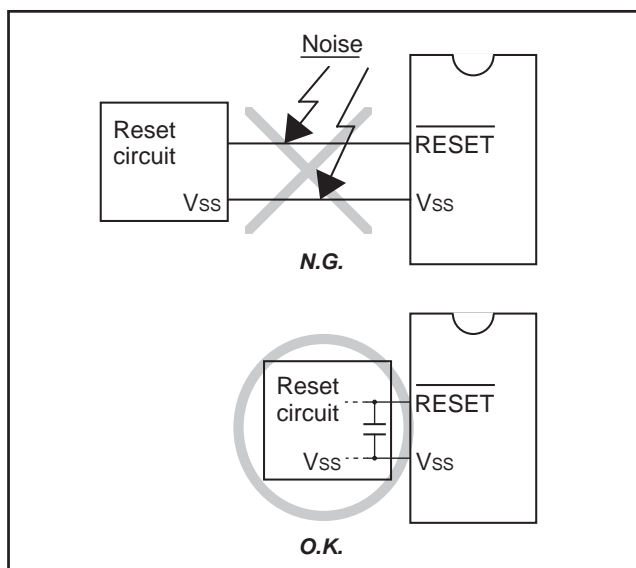 Noise
Reset
circuit
RESET
Vss
Vss
N.G.
Reset
circuit
RESET
Vss
Vss
O.K.